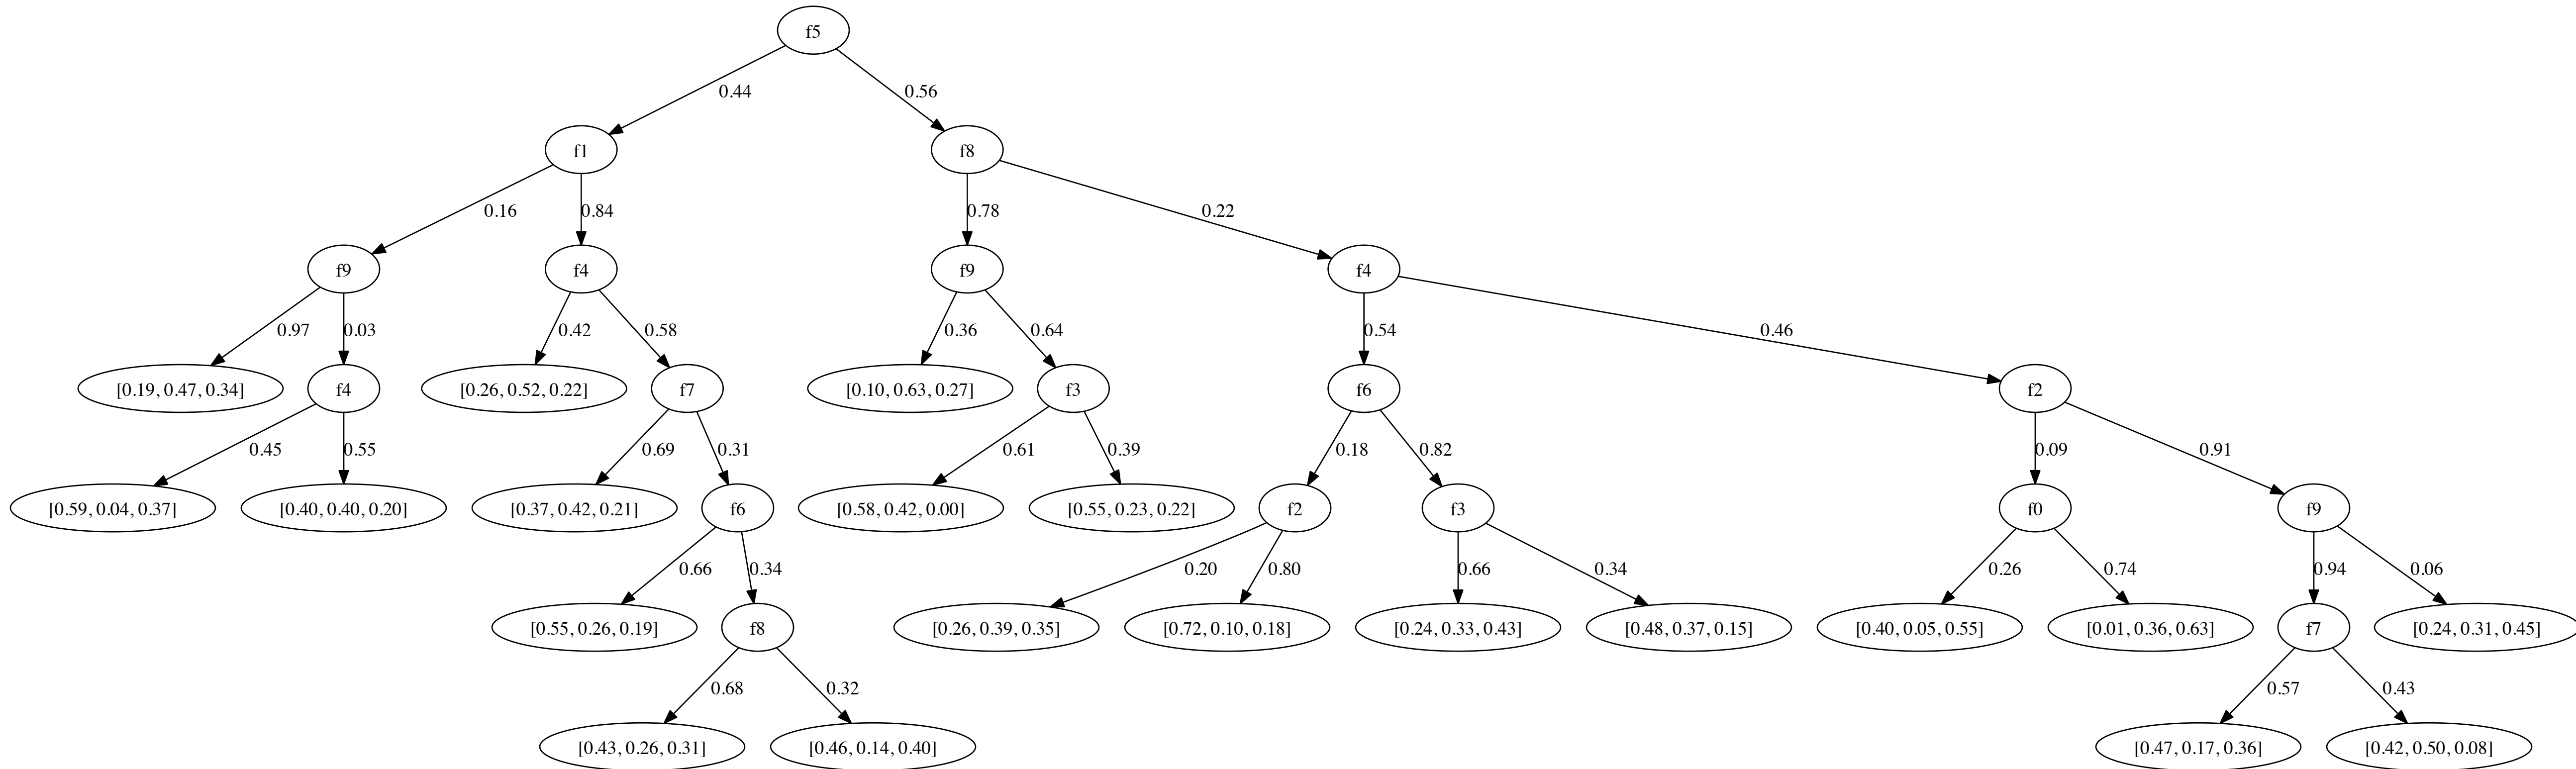 f5
0.44 0.56
f1 f8
0.16 0.84 0.78 0.22
f9 f4 f9 f4
0.97 0.03 0.42 0.58 0.36 0.64 0.54 0.46
[0.19, 0.47, 0.34] f4 [0.26, 0.52, 0.22] f7 [0.10, 0.63, 0.27] f3 f6 f2
0.45 0.55 0.69 0.31 0.61 0.39 0.18 0.82 0.09 0.91
[0.59, 0.04, 0.37] [0.40, 0.40, 0.20] [0.37, 0.42, 0.21] f6 [0.58, 0.42, 0.00] [0.55, 0.23, 0.22] f2 f3 f0 f9
0.66 0.34 0.20 0.80 0.66 0.34 0.26 0.74 0.94 0.06
[0.55, 0.26, 0.19] f8 [0.26, 0.39, 0.35] [0.72, 0.10, 0.18] [0.24, 0.33, 0.43] [0.48, 0.37, 0.15] [0.40, 0.05, 0.55] [0.01, 0.36, 0.63] f7 [0.24, 0.31, 0.45]
0.68 0.32 0.57 0.43
[0.43, 0.26, 0.31] [0.46, 0.14, 0.40] [0.47, 0.17, 0.36] [0.42, 0.50, 0.08]